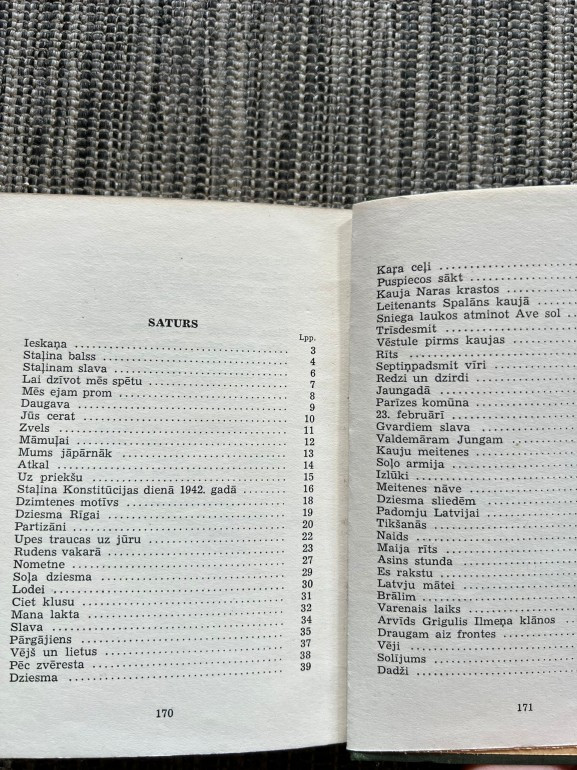 SATURS
Lpp.
Ieskaņa ........ 3
Staļina balss ........ 4
Staļinam slava ........ 6
Lai dzīvot mēs spētu ........ 7
Mēs ejam prom ........ 8
Daugava ........ 9
Jūs cerat ........ 10
Zvels ........ 11
Māmuļai ........ 12
Mums jāpārnāk ........ 13
Atkal ........ 14
Uz priekšu ........ 15
Staļina Konstitūcijas dienā 1942. gadā ........ 16
Dzimtenes motīvs ........ 18
Dziesma Rīgai ........ 19
Partizāni ........ 20
Upes traucas uz jūru ........ 22
Rudens vakarā ........ 23
Nometne ........ 27
Soļa dziesma ........ 29
Lodei ........ 30
Ciet klusu ........ 31
Mana lakta ........ 32
Slava ........ 34
Pārgājiens ........ 35
Vējš un lietus ........ 37
Pēc zvēresta ........ 38
Dziesma ........ 39
170
Kaŗa ceļi ........
Puspiecos sākt ........
Kauja Naras krastos ........
Leitenants Spalāns kaujā ........
Sniega laukos atminot Ave sol ..
Trīsdesmit ........
Vēstule pirms kaujas ........
Rīts ........
Septiņpadsmit vīri ........
Redzi un dzirdi ........
Jaungadā ........
Parīzes komūna ........
23. februārī ........
Gvardiem slava ........
Valdemāram Jungam ........
Kauju meitenes ........
Soļo armija ........
Izlūki ........
Meitenes nāve ........
Dziesma sliedēm ........
Padomju Latvijai ........
Tikšanās ........
Naids ........
Maija rīts ........
Asins stunda ........
Es rakstu ........
Latvju mātei ........
Brālim ........
Varenais laiks ........
Arvīds Grigulis Ilmeņa klānos ....
Draugam aiz frontes ........
Vēji ........
Solījums ........
Dadži ........
171